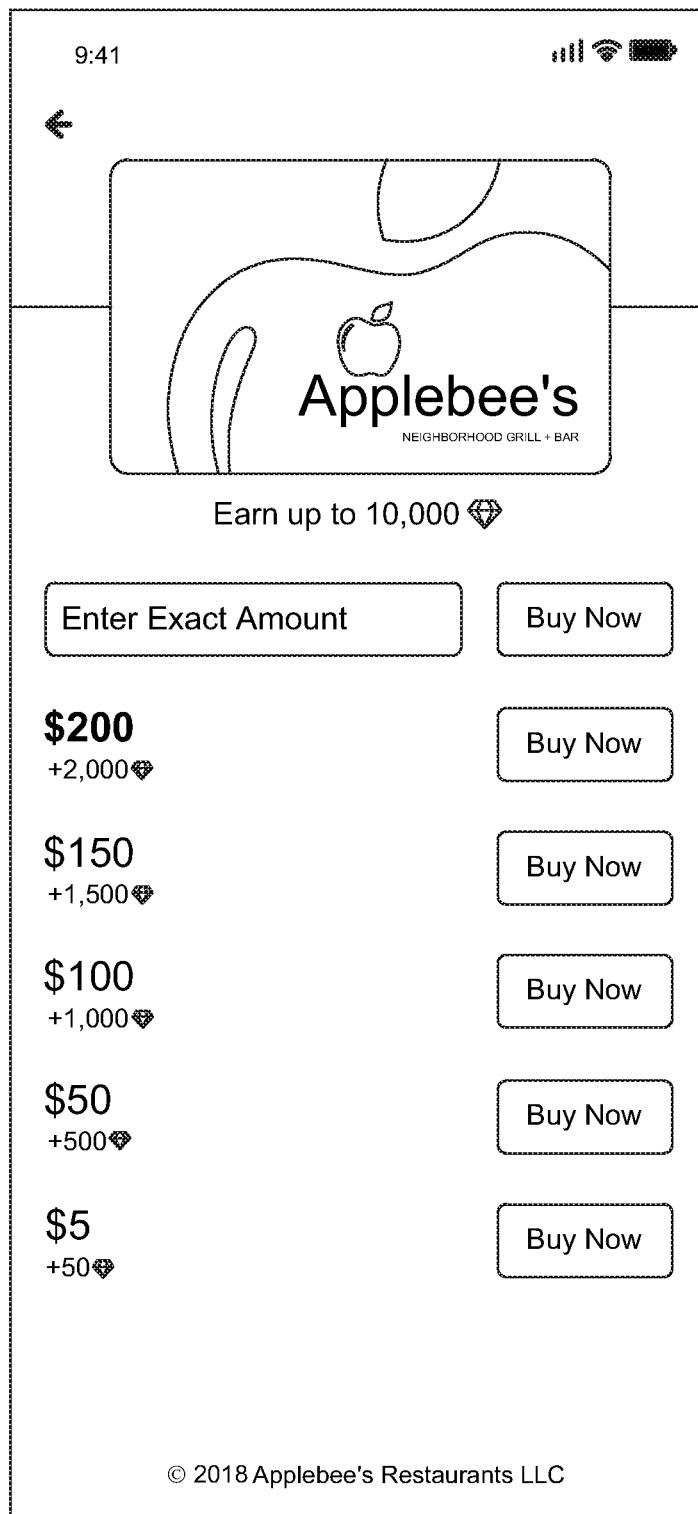 9:41
Applebee's
NEIGHBORHOOD GRILL + BAR
Earn up to 10,000
Enter Exact Amount
Buy Now
$200
+2,000
Buy Now
$150
+1,500
Buy Now
$100
+1,000
Buy Now
$50
+500
Buy Now
$5
+50
Buy Now
© 2018 Applebee's Restaurants LLC